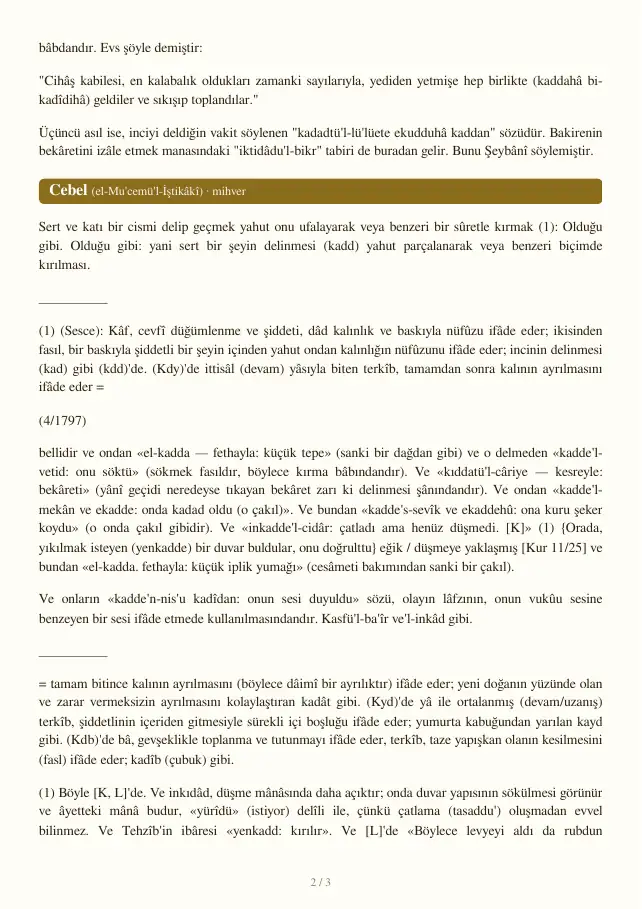 bâbdandır. Evs şöyle demiştir:
"Cihâş kabilesi, en kalabalık oldukları zamanki sayılarıyla, yediden yetmişe hep birlikte (kaddahâ bi-
kadîdihâ) geldiler ve sıkışıp toplandılar."
Üçüncü asıl ise, inciyi deldiğin vakit söylenen "kadadtü'l-lü'lüete ekudduhâ kaddan" sözüdür. Bakirenin
bekâretini izâle etmek manasındaki "iktidâdu'l-bikr" tabiri de buradan gelir. Bunu Şeybânî söylemiştir.
Cebel (el-Mu'cemü'l-İştikâkî) · mihver
Sert ve katı bir cismi delip geçmek yahut onu ufalayarak veya benzeri bir sûretle kırmak (1): Olduğu
gibi. Olduğu gibi: yani sert bir şeyin delinmesi (kadd) yahut parçalanarak veya benzeri biçimde
kırılması.
(1) (Sesce): Kâf, cevfî düğümlenme ve şiddeti, dâd kalınlık ve baskıyla nüfûzu ifâde eder; ikisinden
fasıl, bir baskıyla şiddetli bir şeyin içinden yahut ondan kalınlığın nüfûzunu ifâde eder; incinin delinmesi
(kad) gibi (kdd)'de. (Kdy)'de ittisâl (devam) yâsıyla biten terkîb, tamamdan sonra kalının ayrılmasını
ifâde eder =
(4/1797)
bellidir ve ondan «el-kadda — fethayla: küçük tepe» (sanki bir dağdan gibi) ve o delmeden «kadde'l-
vetid: onu söktü» (sökmek fasıldır, böylece kırma bâbındandır). Ve «kıddatü'l-câriye — kesreyle:
bekâreti» (yânî geçidi neredeyse tıkayan bekâret zarı ki delinmesi şânındandır). Ve ondan «kadde'l-
mekân ve ekadde: onda kadad oldu (o çakıl)». Ve bundan «kadde's-sevîk ve ekaddehû: ona kuru şeker
koydu» (o onda çakıl gibidir). Ve «inkadde'l-cidâr: çatladı ama henüz düşmedi. [K]» (1) {Orada,
yıkılmak isteyen (yenkadde) bir duvar buldular, onu doğrulttu} eğik / düşmeye yaklaşmış [Kur 11/25] ve
bundan «el-kadda. fethayla: küçük iplik yumağı» (cesâmeti bakımından sanki bir çakıl).
Ve onların «kadde'n-nis'u kadîdan: onun sesi duyuldu» sözü, olayın lâfzının, onun vukûu sesine
benzeyen bir sesi ifâde etmede kullanılmasındandır. Kasfü'l-ba'îr ve'l-inkâd gibi.
= tamam bitince kalının ayrılmasını (böylece dâimî bir ayrılıktır) ifâde eder; yeni doğanın yüzünde olan
ve zarar vermeksizin ayrılmasını kolaylaştıran kadât gibi. (Kyd)'de yâ ile ortalanmış (devam/uzanış)
terkîb, şiddetlinin içeriden gitmesiyle sürekli içi boşluğu ifâde eder; yumurta kabuğundan yarılan kayd
gibi. (Kdb)'de bâ, gevşeklikle toplanma ve tutunmayı ifâde eder, terkîb, taze yapışkan olanın kesilmesini
(fasl) ifâde eder; kadîb (çubuk) gibi.
(1) Böyle [K, L]'de. Ve inkıdâd, düşme mânâsında daha açıktır; onda duvar yapısının sökülmesi görünür
ve âyetteki mânâ budur, «yürîdü» (istiyor) delîli ile, çünkü çatlama (tasaddu') oluşmadan evvel
bilinmez. Ve Tehzîb'in ibâresi «yenkadd: kırılır». Ve [L]'de «Böylece levyeyi aldı da rubdun
2 / 3